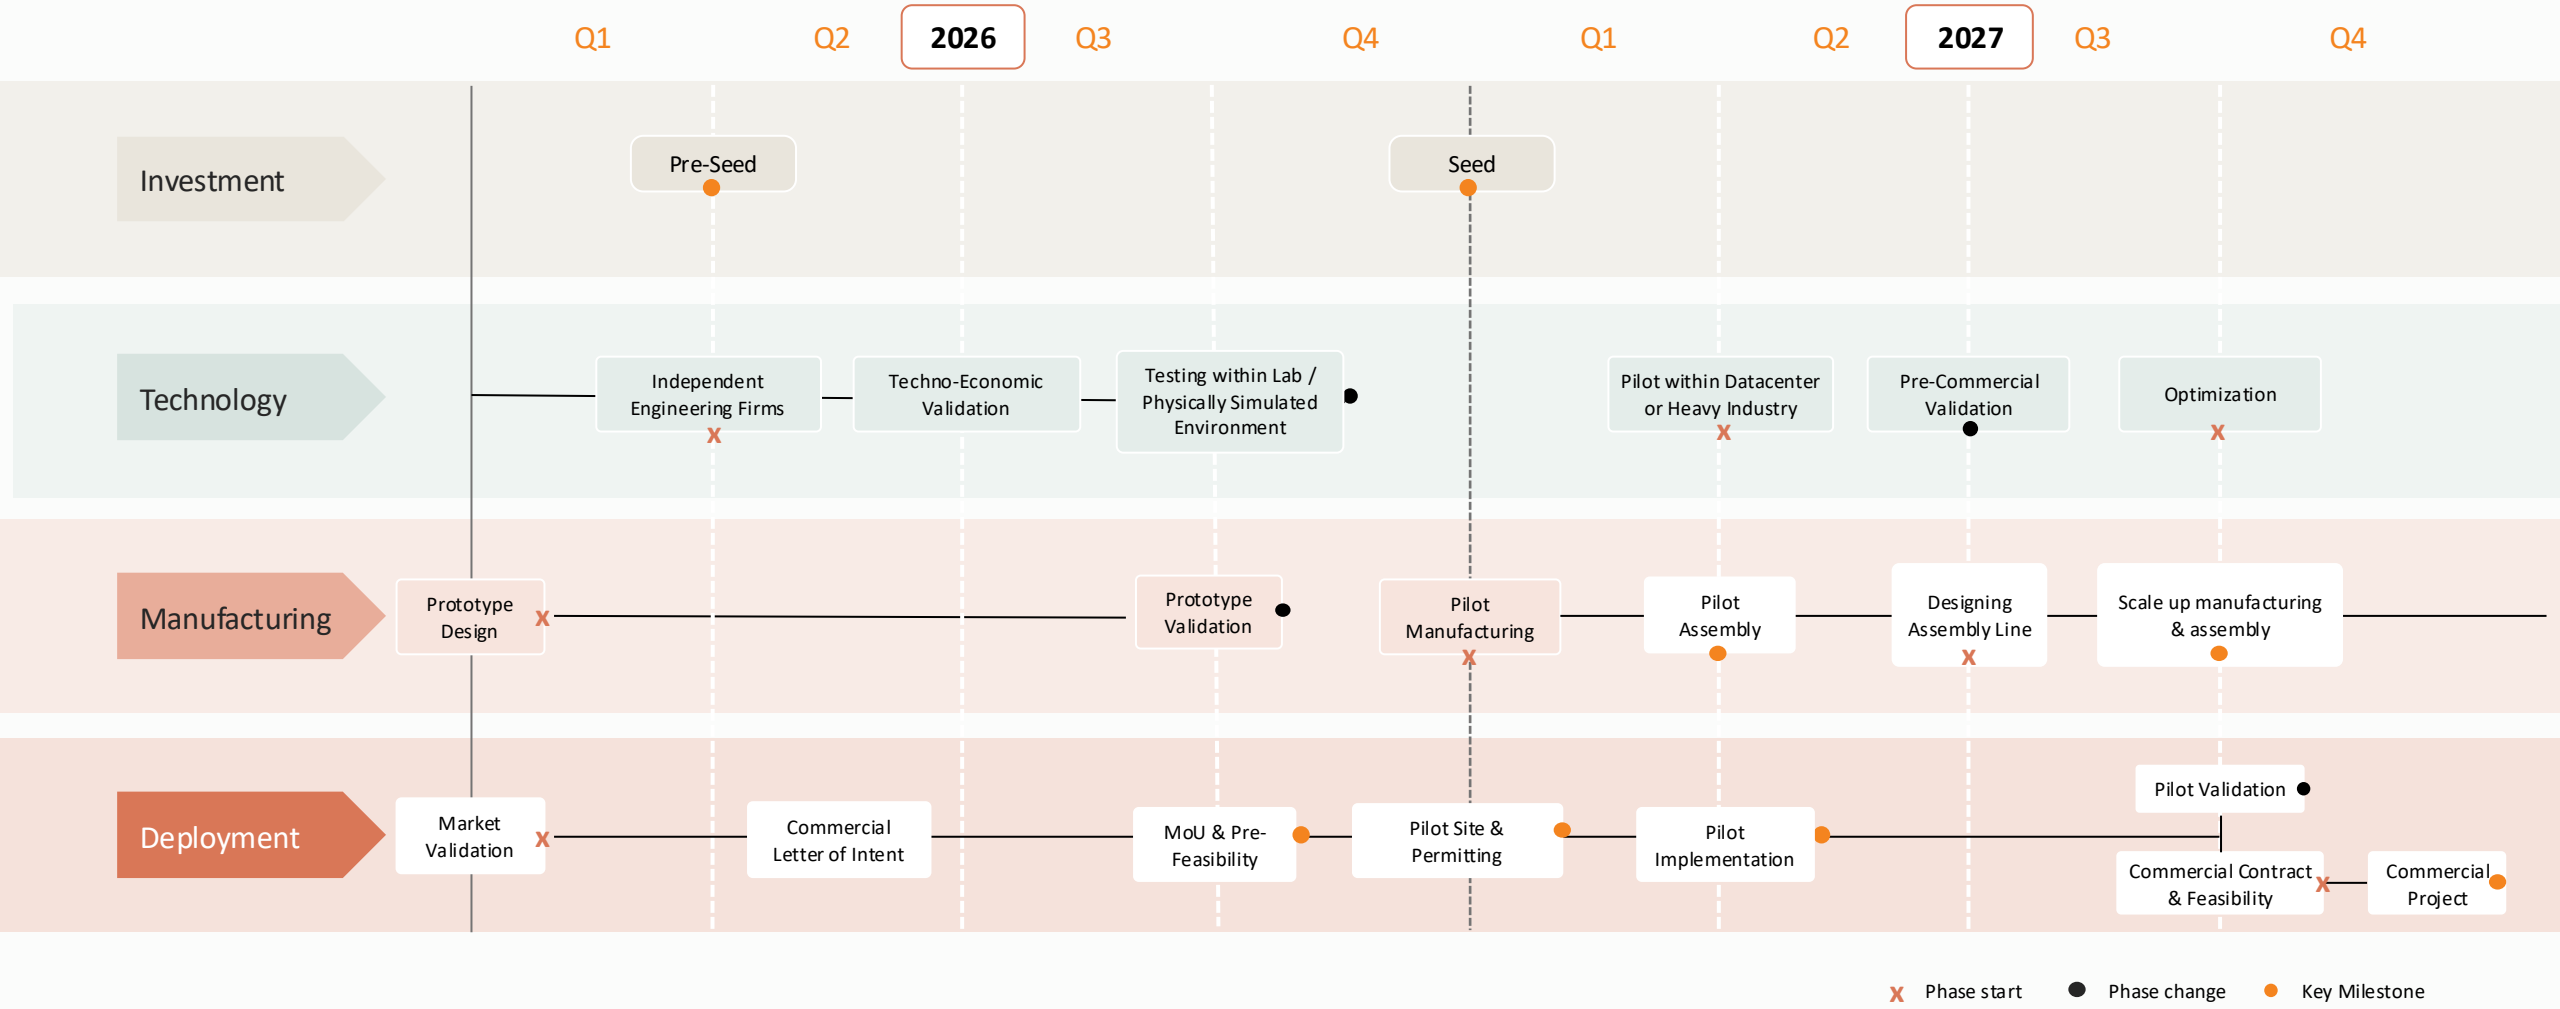 Q1
Q2
2026
Q3
Q4
Q1
Q2
2027
Q3
Q4
Investment
Pre-Seed
Seed
Technology
Independent
Engineering Firms
x
Techno-Economic
Validation
Testing within Lab /
Physically Simulated
Environment
Pilot within Datacenter
or Heavy Industry
x
Pre-Commercial
Validation
Optimization
x
Manufacturing
Prototype
Design
x
Prototype
Validation
Pilot
Manufacturing
x
Pilot
Assembly
Designing
Assembly Line
x
Scale up manufacturing
& assembly
Deployment
Market
Validation
x
Commercial
Letter of Intent
MoU & Pre-
Feasibility
Pilot Site &
Permitting
Pilot
Implementation
Pilot Validation
Commercial Contract
& Feasibility
x
Commercial
Project
x Phase start
Phase change
Key Milestone